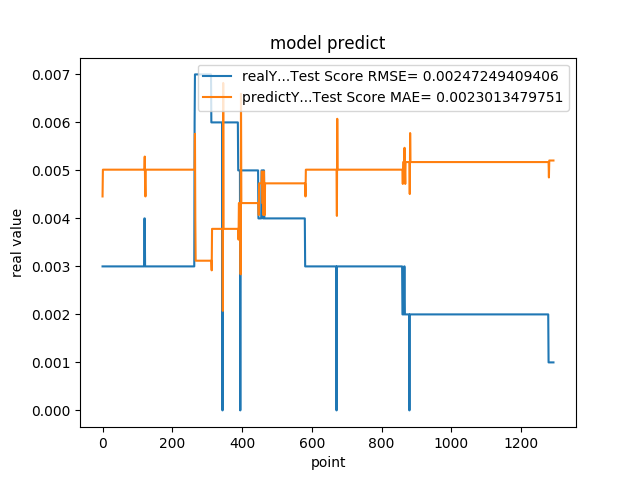 model predict
realY...Test Score RMSE= 0.00247249409406
predictY...Test Score MAE= 0.0023013479751
0.007
0.006
0.005
0.004
0.003
0.002
0.001
0.000
real value
0 200 400 600 800 1000 1200
point